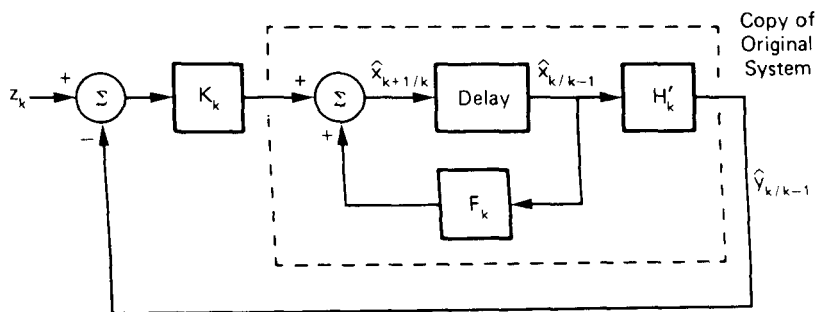 Copy of
Original
System
z_k
+
Σ
−
K_k
+
Σ
+
x̂_{k+1/k}
Delay
x̂_{k/k−1}
H'_k
F_k
ŷ_{k/k−1}